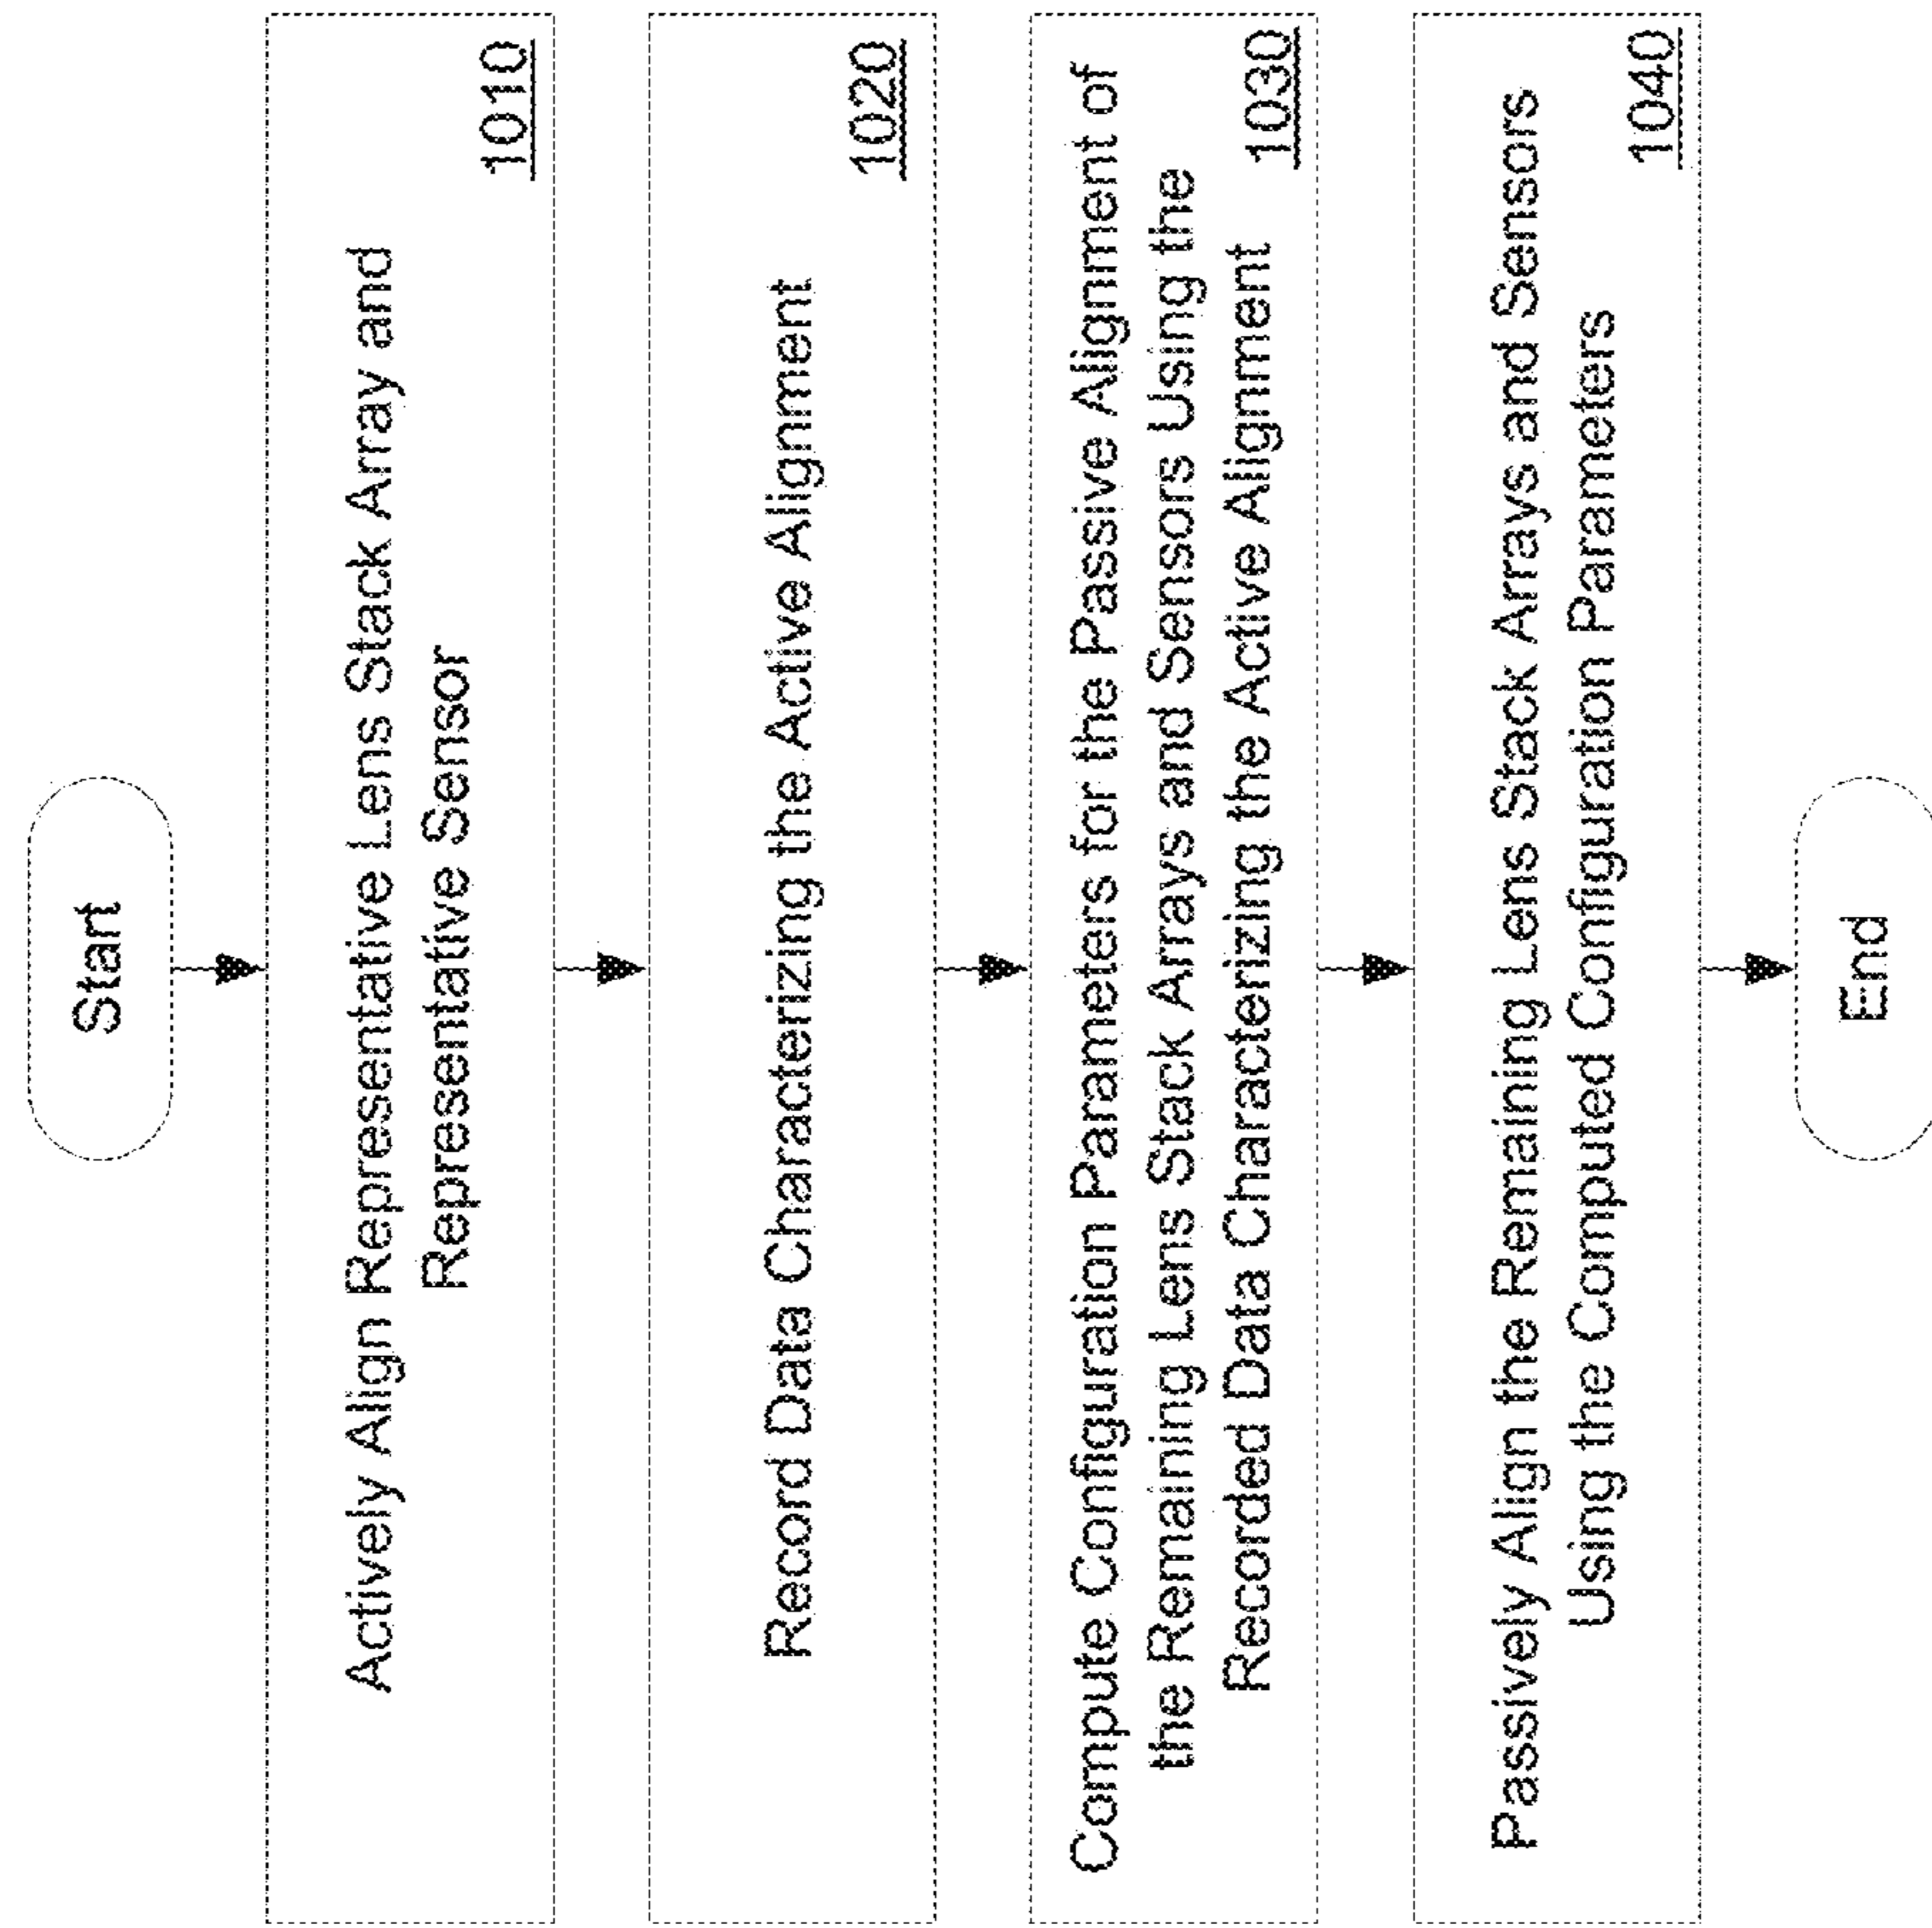 Start
Actively Align Representative Lens Stack Array and
Representative Sensor
1010
Record Data Characterizing the Active Alignment
1020
Compute Configuration Parameters for the Passive Alignment of
the Remaining Lens Stack Arrays and Sensors Using the
Recorded Data Characterizing the Active Alignment
1030
Passively Align the Remaining Lens Stack Arrays and Sensors
Using the Computed Configuration Parameters
1040
End